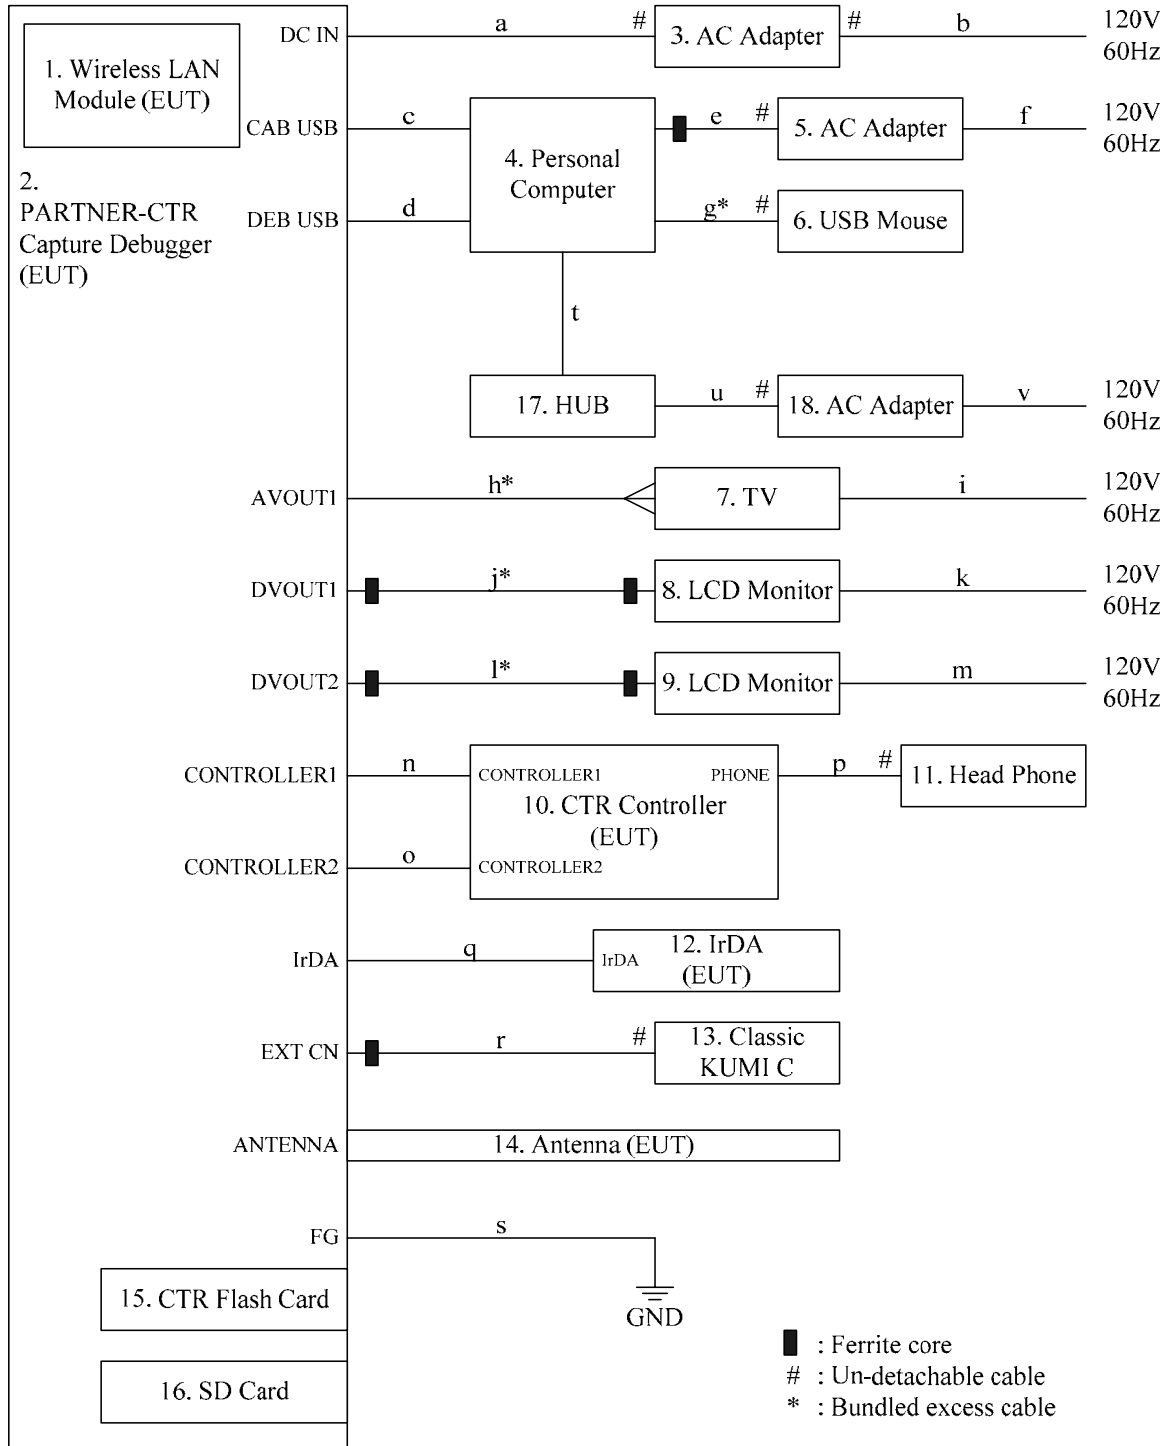 DC IN
a
#
3. AC Adapter
#
b
120V
60Hz
1. Wireless LAN
Module (EUT)
CAB USB
c
4. Personal
Computer
e
#
5. AC Adapter
f
120V
60Hz
2.
PARTNER-CTR
Capture Debugger
(EUT)
DEB USB
d
g*
#
6. USB Mouse
t
17. HUB
u
#
18. AC Adapter
v
120V
60Hz
AVOUT1
h*
7. TV
i
120V
60Hz
DVOUT1
j*
8. LCD Monitor
k
120V
60Hz
DVOUT2
l*
9. LCD Monitor
m
120V
60Hz
CONTROLLER1
n
CONTROLLER1
PHONE
p
#
11. Head Phone
10. CTR Controller
(EUT)
CONTROLLER2
o
CONTROLLER2
IrDA
q
IrDA
12. IrDA
(EUT)
EXT CN
r
#
13. Classic
KUMI C
ANTENNA
14. Antenna (EUT)
FG
s
GND
15. CTR Flash Card
16. SD Card
: Ferrite core
# : Un-detachable cable
* : Bundled excess cable